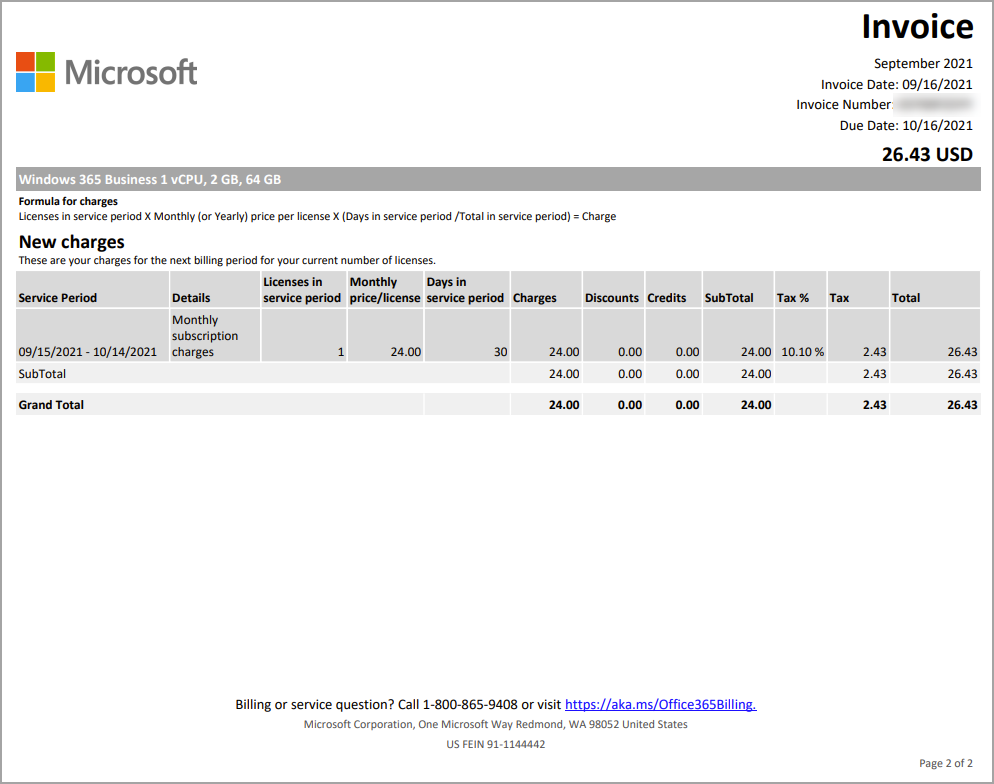 Invoice
Microsoft
September 2021
Invoice Date: 09/16/2021
Invoice Number:
Due Date: 10/16/2021
26.43 USD
Windows 365 Business 1 vCPU, 2 GB, 64 GB
Formula for charges
Licenses in service period X Monthly (or Yearly) price per license X (Days in service period /Total in service period) = Charge
New charges
These are your charges for the next billing period for your current number of licenses.
Licenses in Monthly Days in
Service Period Details service period price/license service period Charges Discounts Credits SubTotal Tax % Tax Total
Monthly
subscription
09/15/2021 - 10/14/2021 charges 1 24.00 30 24.00 0.00 0.00 24.00 10.10 % 2.43 26.43
SubTotal 24.00 0.00 0.00 24.00 2.43 26.43
Grand Total 24.00 0.00 0.00 24.00 2.43 26.43
Billing or service question? Call 1-800-865-9408 or visit https://aka.ms/Office365Billing.
Microsoft Corporation, One Microsoft Way Redmond, WA 98052 United States
US FEIN 91-1144442
Page 2 of 2